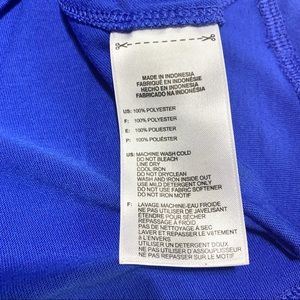 MADE IN INDONESIA
FABRIQUÉ EN INDONÉSIE
HECHO EN INDONESIA
FABRICADO NA INDONÉSIA
US: 100% POLYESTER
F: 100% POLYESTER
E: 100% POLIÉSTER
P: 100% POLIÉSTER
US: MACHINE WASH COLD
DO NOT BLEACH
LINE DRY
COOL IRON
DO NOT DRYCLEAN
WASH AND IRON INSIDE OUT
USE MILD DETERGENT ONLY
DO NOT USE FABRIC SOFTENER
DO NOT IRON MOTIF
F: LAVAGE MACHINE-EAU FROIDE
NE PAS UTILISER DE JAVELISANT
ÉTENDRE POUR SÉCHER
REPASSAGE A FROID
PAS DE NETTOYAGE À SEC
LAVER ET REPASSER LE VÊTEMENT
À L'ENVERS
UTILISER UN DETERGENT DOUX
NE PAS UTILISER D'ASSOUPLISSANT
NE PAS REPASSER SUR LE MOTIF